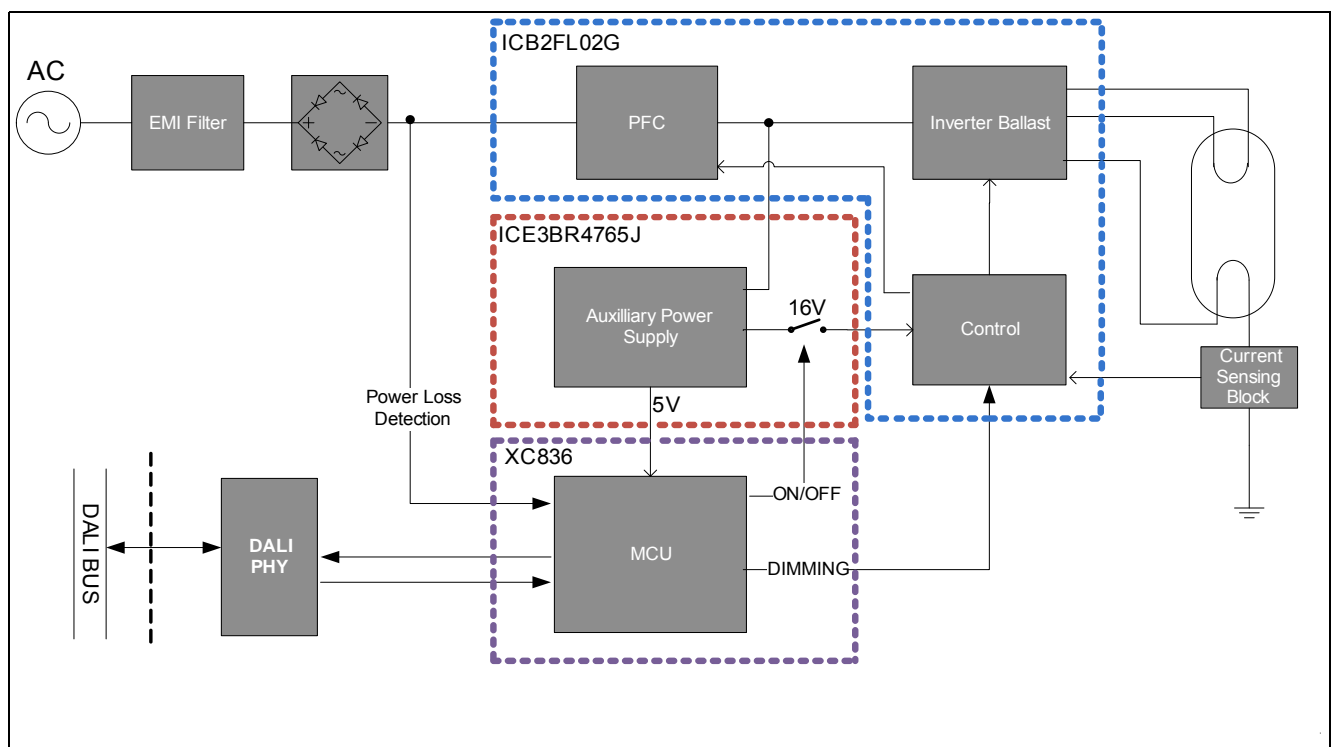 ICB2FL02G
AC
EMI Filter
PFC
Inverter Ballast
ICE3BR4765J
Auxilliary Power
Supply
16V
Control
Current
Sensing
Block
Power Loss
Detection
5V
XC836
ON/OFF
MCU
DIMMING
DALI BUS
DALI
PHY